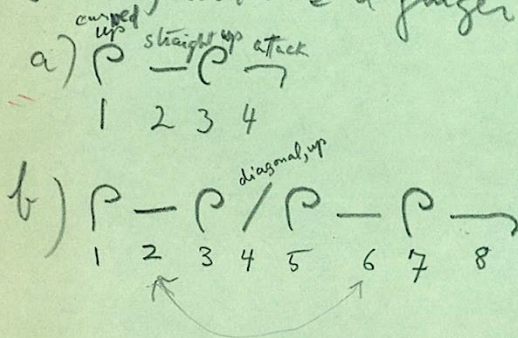 a ginger
curved up straight up attack
a)
1 2 3 4
diagonal, up
b)
1 2 3 4 5 6 7 8